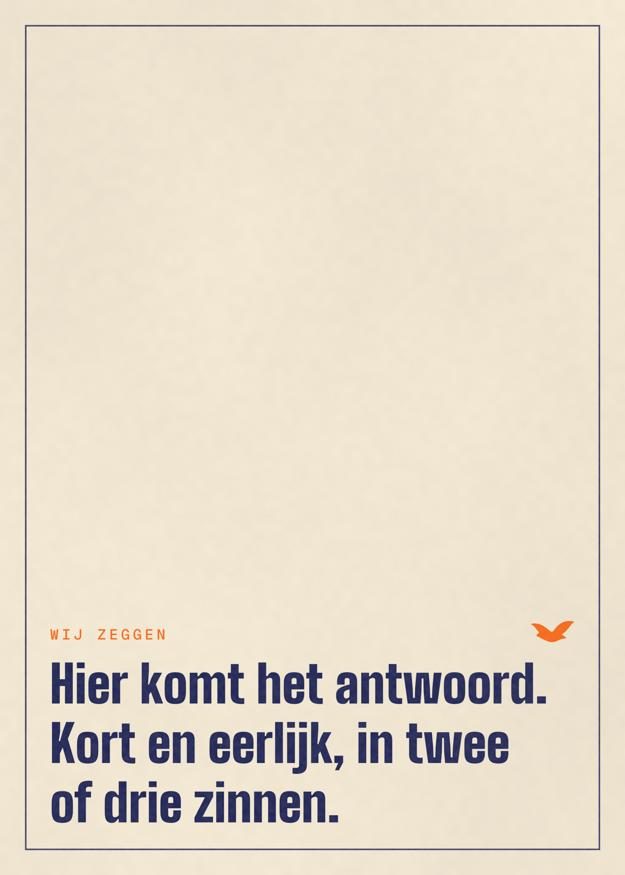 WIJ ZEGGEN
Hier komt het antwoord.
Kort en eerlijk, in twee
of drie zinnen.